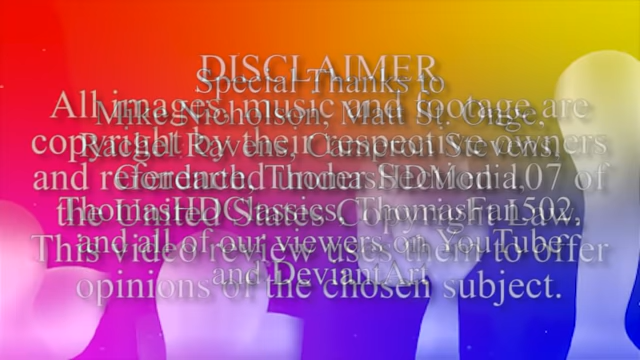 DISCLAIMER
All images, music and footage are
copyright by their respective owners
and referenced under Section 107 of
the United States Copyright Law.
This video review uses them to offer
opinions of the chosen subject.
Special Thanks to
Mike Nicholson, Matt St. Onge,
Rachel Ravens, Cameron Stevens,
ThomasHDMedia,
ThomasHDClassics, ThomasFan502,
and all of our viewers on YouTube
and DeviantArt